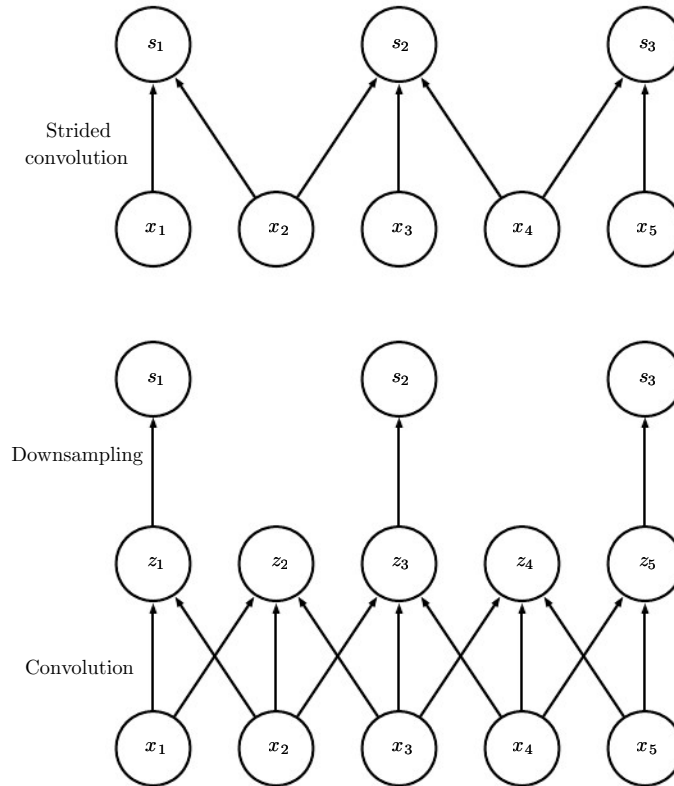 s₁ s₂ s₃
Strided
convolution
x₁ x₂ x₃ x₄ x₅
s₁ s₂ s₃
Downsampling
z₁ z₂ z₃ z₄ z₅
Convolution
x₁ x₂ x₃ x₄ x₅